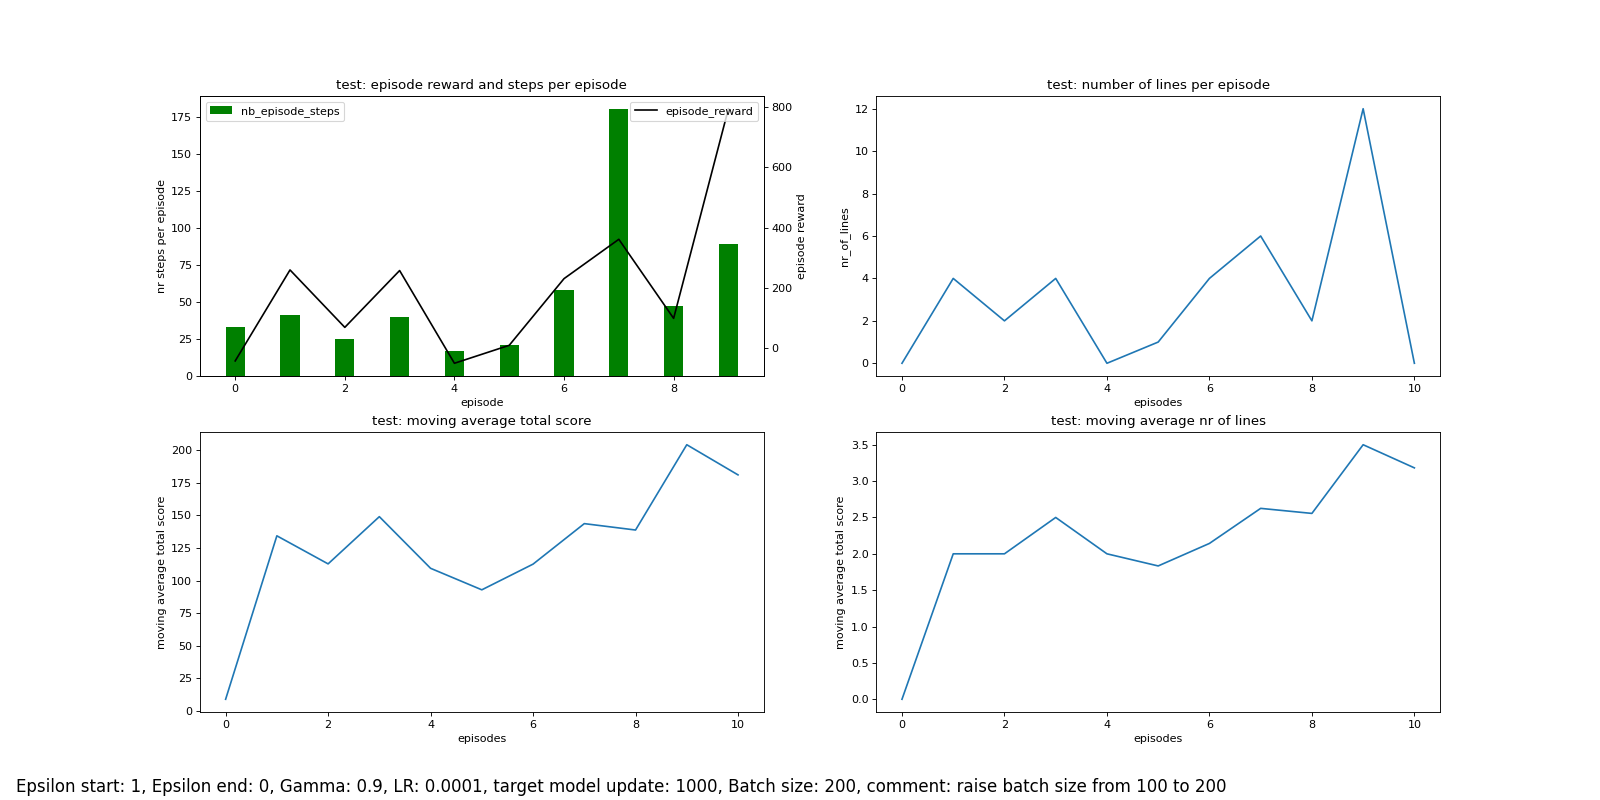 test: episode reward and steps per episode
nb_episode_steps
episode_reward
175
150
125
100
75
50
25
0
nr steps per episode
800
600
400
200
0
episode reward
0 2 4 6 8
episode
test: number of lines per episode
12
10
8
6
4
2
0
nr_of_lines
0 2 4 6 8 10
episodes
test: moving average total score
200
175
150
125
100
75
50
25
0
moving average total score
0 2 4 6 8 10
episodes
test: moving average nr of lines
3.5
3.0
2.5
2.0
1.5
1.0
0.5
0.0
moving average total score
0 2 4 6 8 10
episodes
Epsilon start: 1, Epsilon end: 0, Gamma: 0.9, LR: 0.0001, target model update: 1000, Batch size: 200, comment: raise batch size from 100 to 200